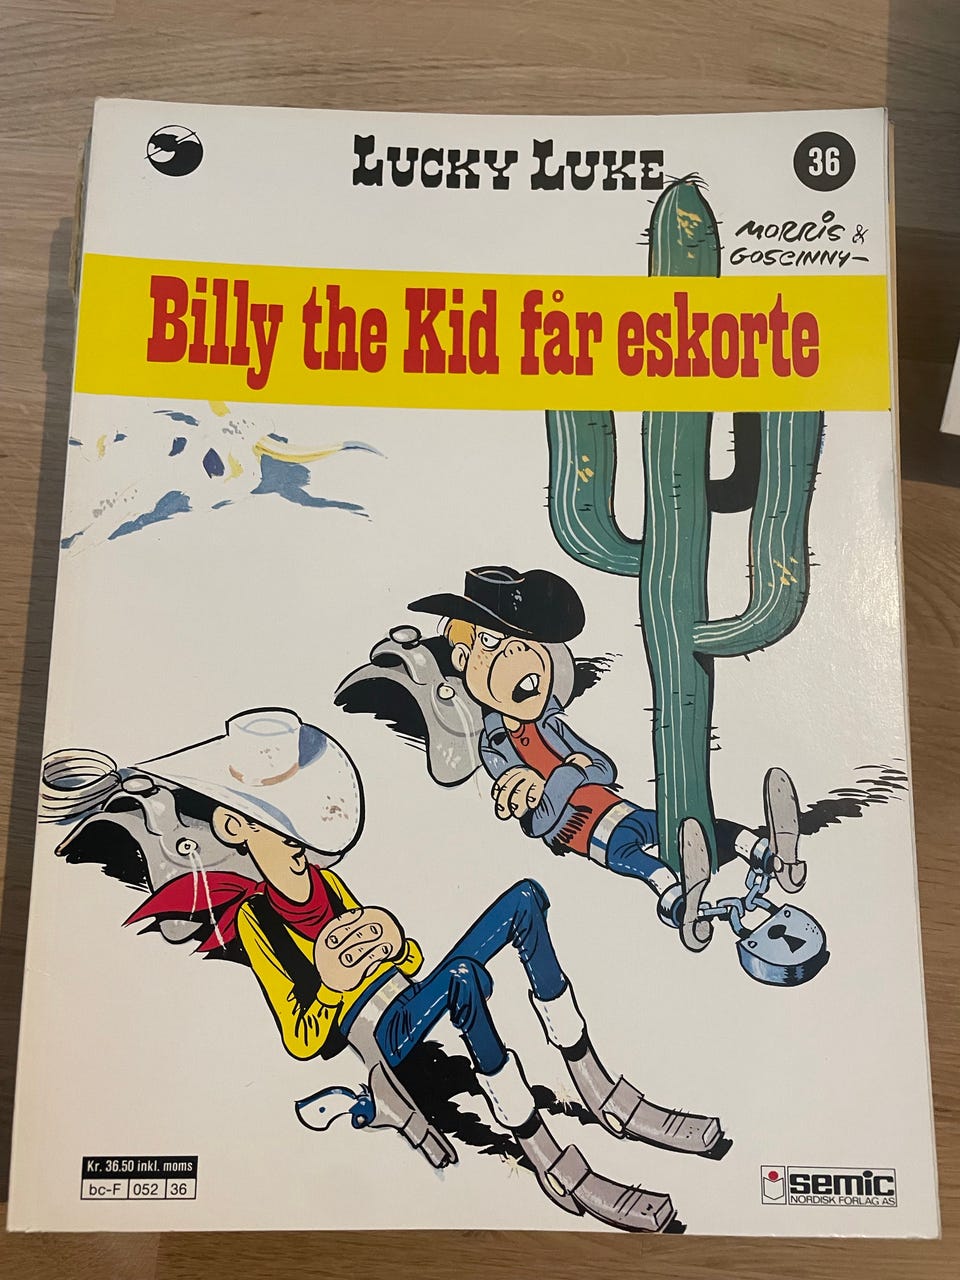 LUCKY LUKE
36
MORRIS &
GOSCINNY
Billy the Kid får eskorte
Kr. 36.50 inkl. moms
bc-F 052 36
semic
NORDISK FORLAG AS